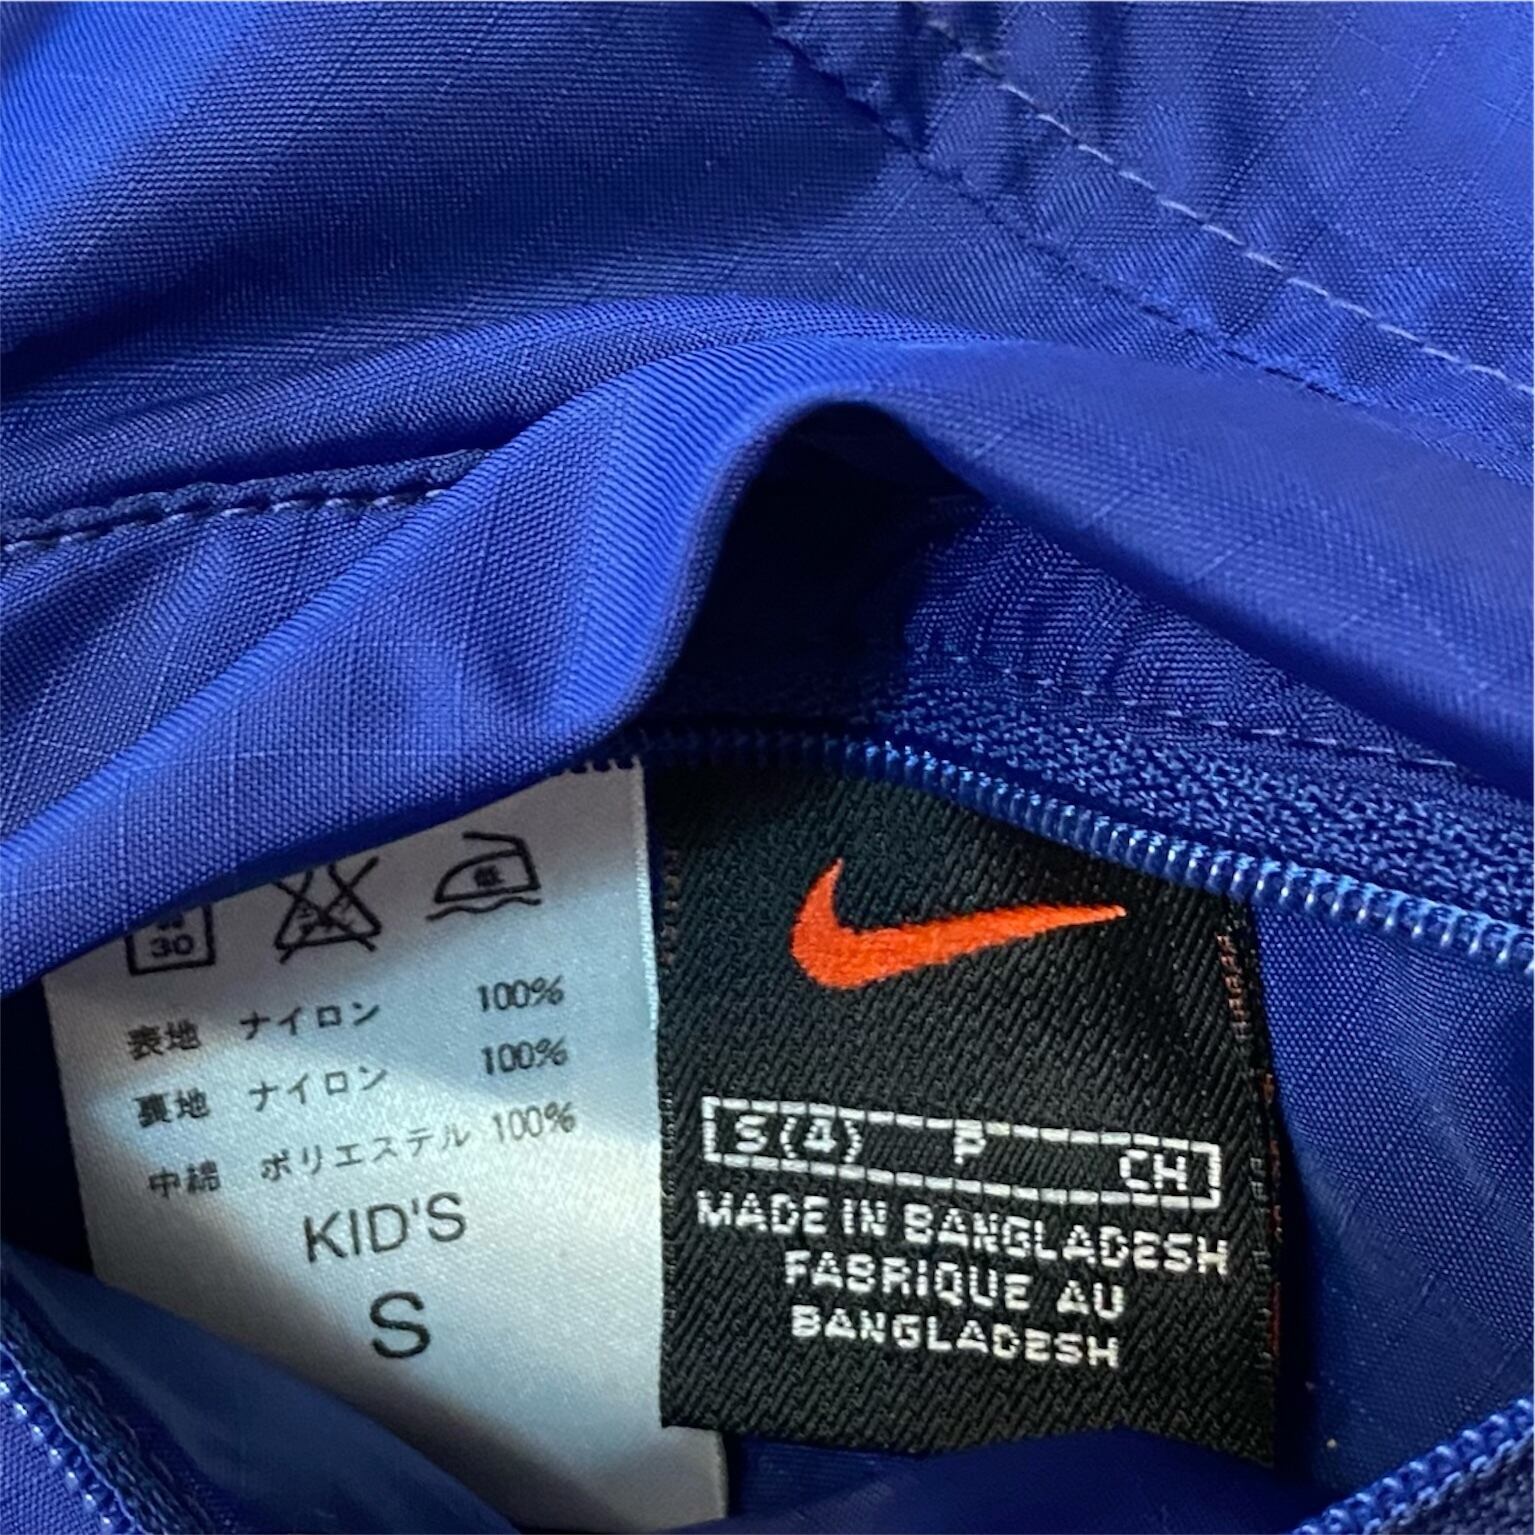 30
低
表地 ナイロン 100%
裏地 ナイロン 100%
中綿 ポリエステル 100%
KID'S
S
S(4) P CH
MADE IN BANGLADESH
FABRIQUE AU
BANGLADESH